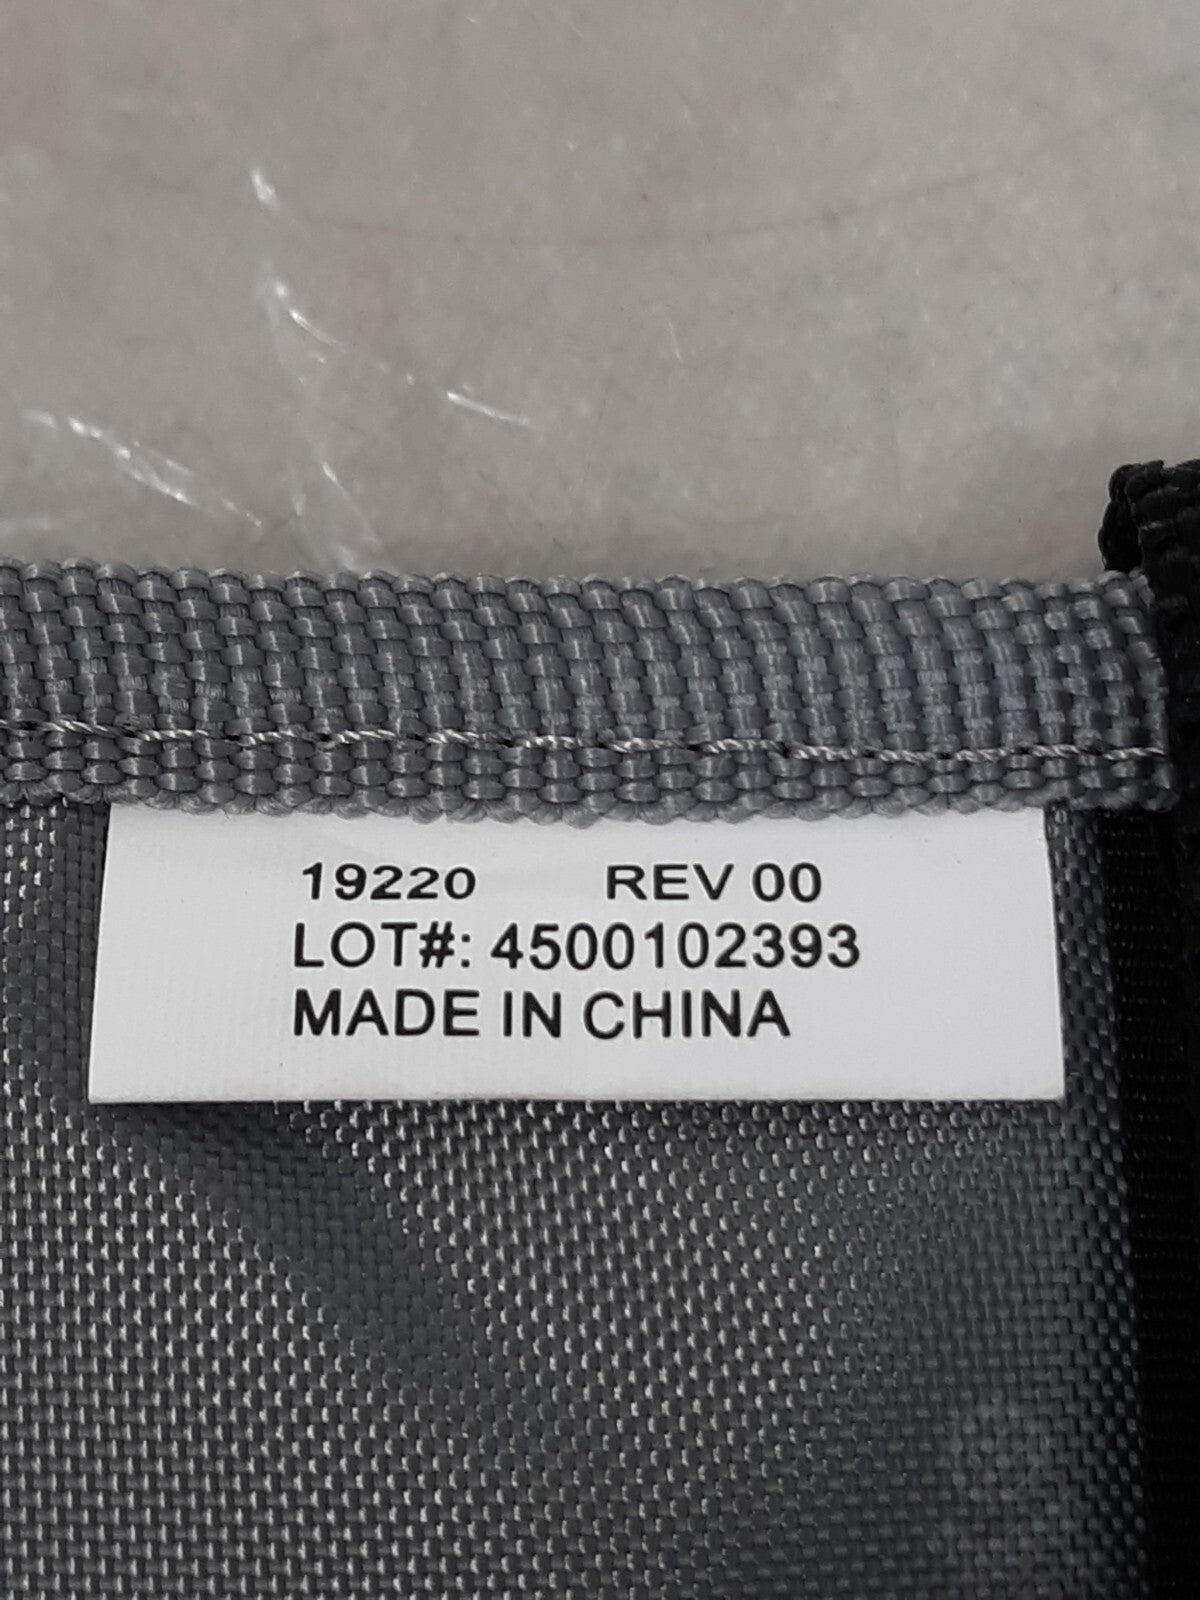 19220 REV 00
LOT#: 4500102393
MADE IN CHINA